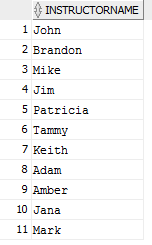 INSTRUCTORNAME
1 John
2 Brandon
3 Mike
4 Jim
5 Patricia
6 Tammy
7 Keith
8 Adam
9 Amber
10 Jana
11 Mark